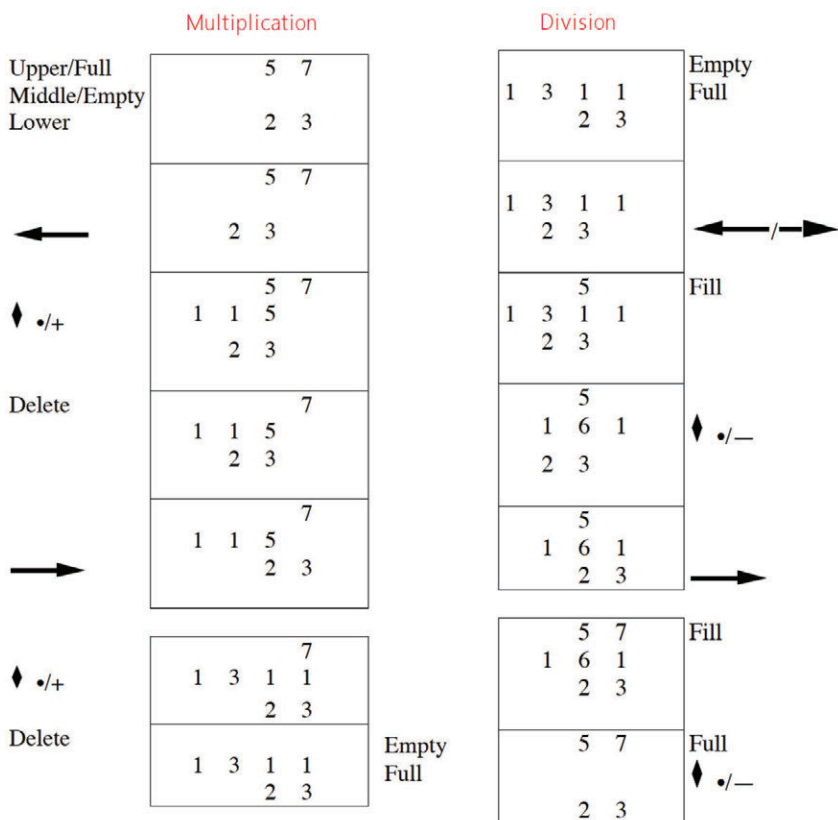 Multiplication
Upper/Full 5 7
Middle/Empty
Lower 2 3
5 7
2 3
5 7
♦ •/+ 1 1 5
2 3
Delete 7
1 1 5
2 3
7
1 1 5
2 3
7
♦ •/+ 1 3 1 1
2 3
Delete
1 3 1 1 Empty
2 3 Full
Division
Empty
1 3 1 1 Full
2 3
1 3 1 1
2 3 /
5 Fill
1 3 1 1
2 3
5
1 6 1 ♦ •/—
2 3
5
1 6 1
2 3
5 7 Fill
1 6 1
2 3
5 7 Full
♦ •/—
2 3